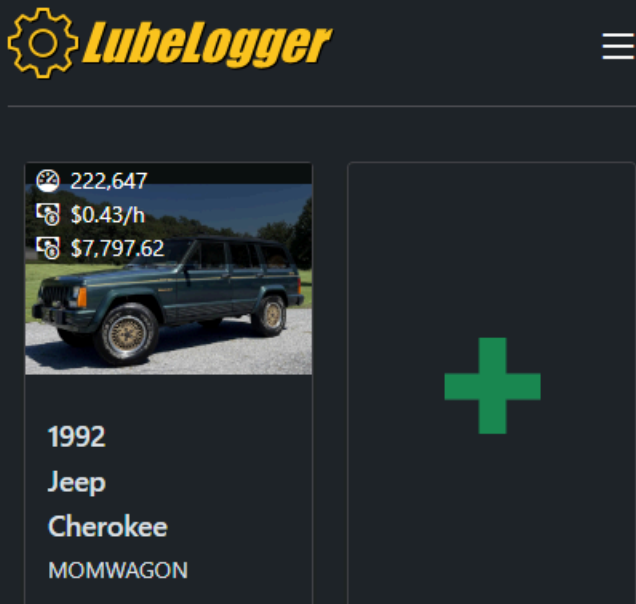 LubeLogger
222,647
$0.43/h
$7,797.62
1992
Jeep
Cherokee
MOMWAGON